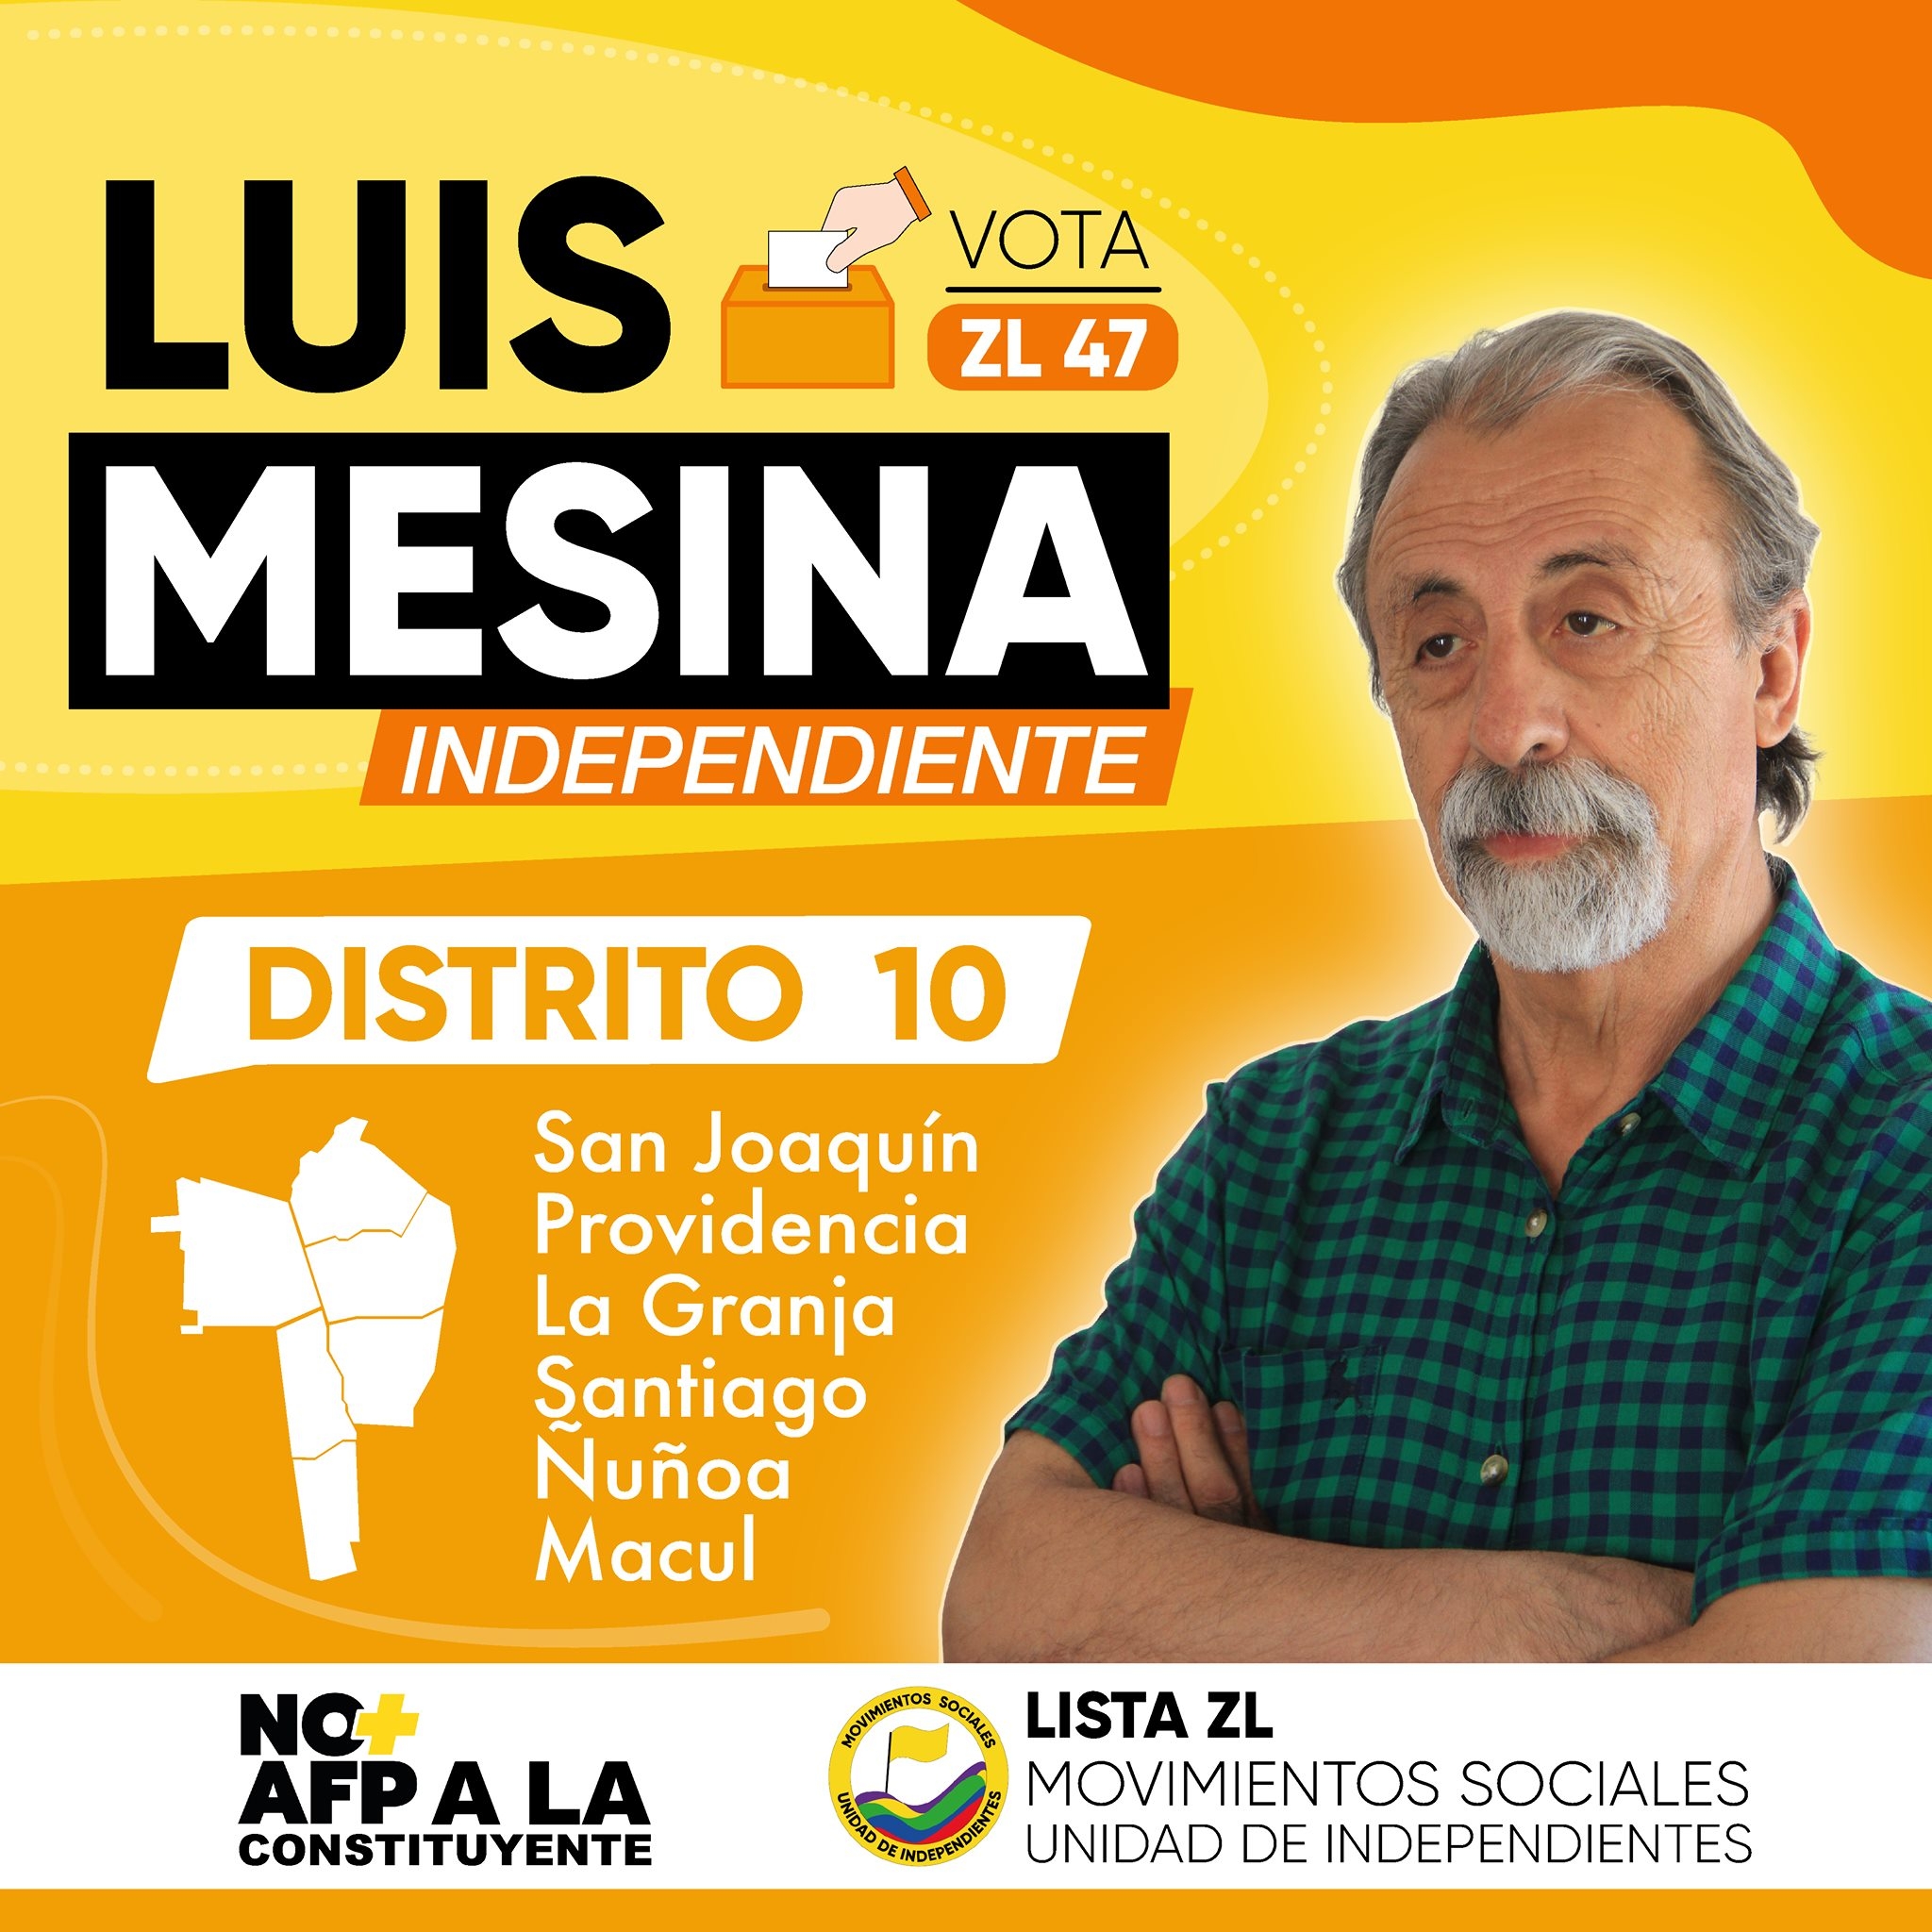 LUIS
VOTA
ZL 47
MESINA
INDEPENDIENTE
DISTRITO 10
San Joaquín
Providencia
La Granja
Santiago
Ñuñoa
Macul
NO+
AFP A LA
CONSTITUYENTE
MOVIMIENTOS SOCIALES
UNIDAD DE INDEPENDIENTES
LISTA ZL
MOVIMIENTOS SOCIALES
UNIDAD DE INDEPENDIENTES